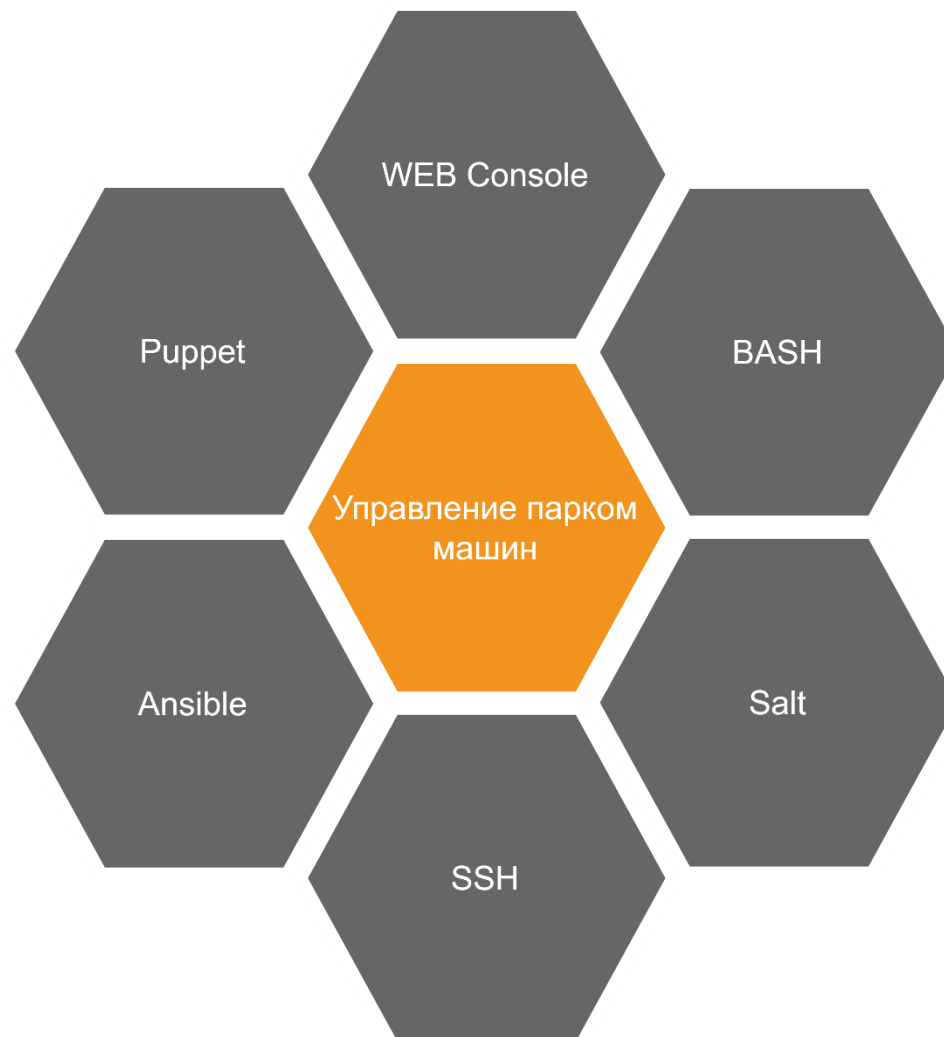 WEB Console
Puppet
BASH
Управление парком
машин
Ansible
Salt
SSH